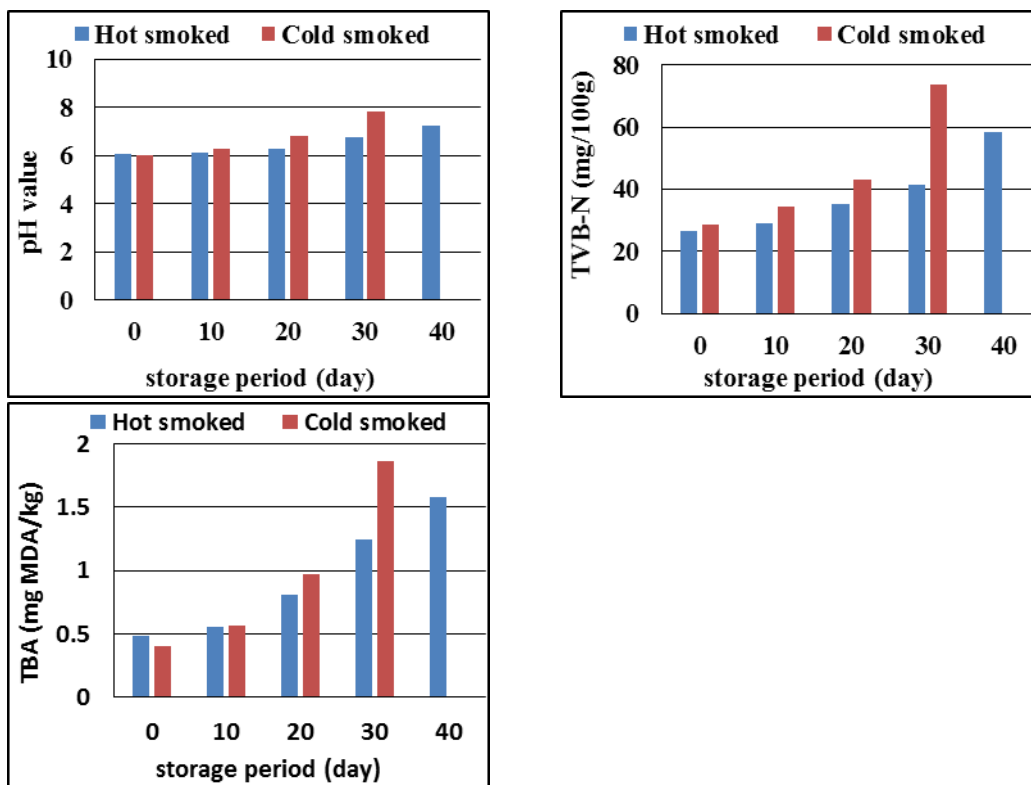 Hot smoked Cold smoked
10
8
6
4
2
0
pH value
0 10 20 30 40
storage period (day)
Hot smoked Cold smoked
80
60
40
20
0
TVB-N (mg/100g)
0 10 20 30 40
storage period (day)
Hot smoked Cold smoked
2
1.5
1
0.5
0
TBA (mg MDA/kg)
0 10 20 30 40
storage period (day)